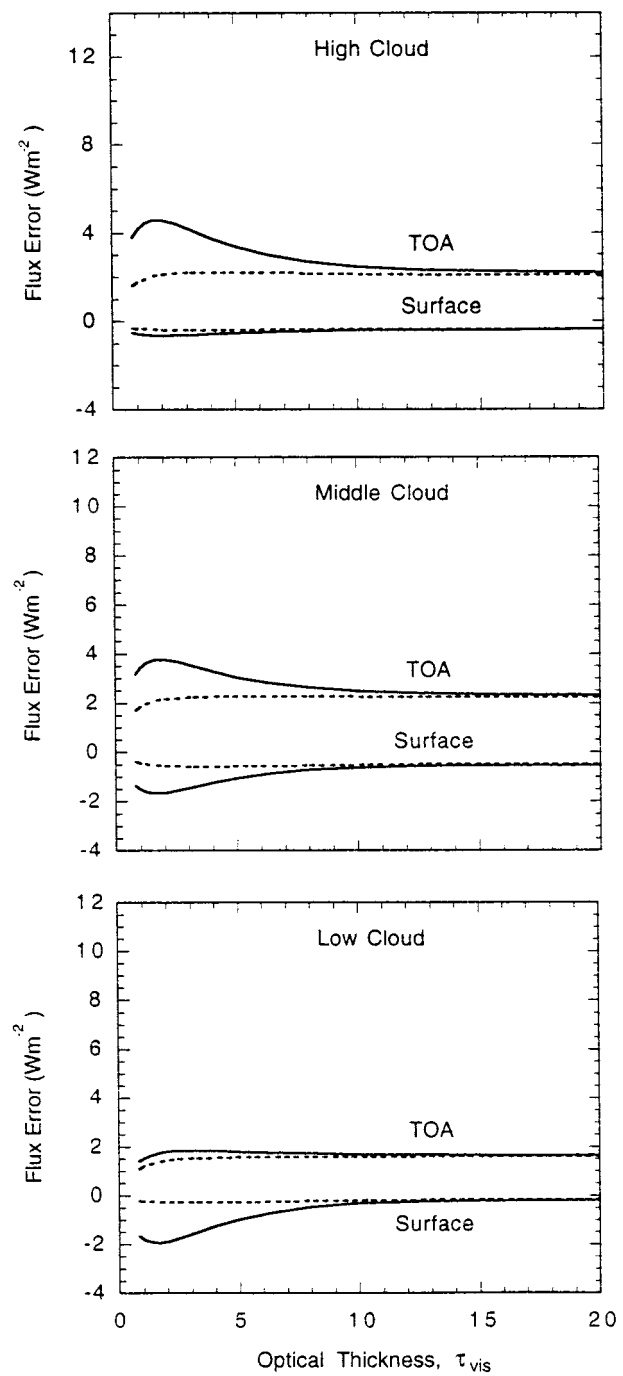 High Cloud
12
8
4
0
-4
Flux Error (Wm-2)
TOA
Surface
Middle Cloud
12
10
8
6
4
2
0
-2
-4
Flux Error (Wm-2)
TOA
Surface
Low Cloud
12
10
8
6
4
2
0
-2
-4
Flux Error (Wm-2)
TOA
Surface
0 5 10 15 20
Optical Thickness, τvis